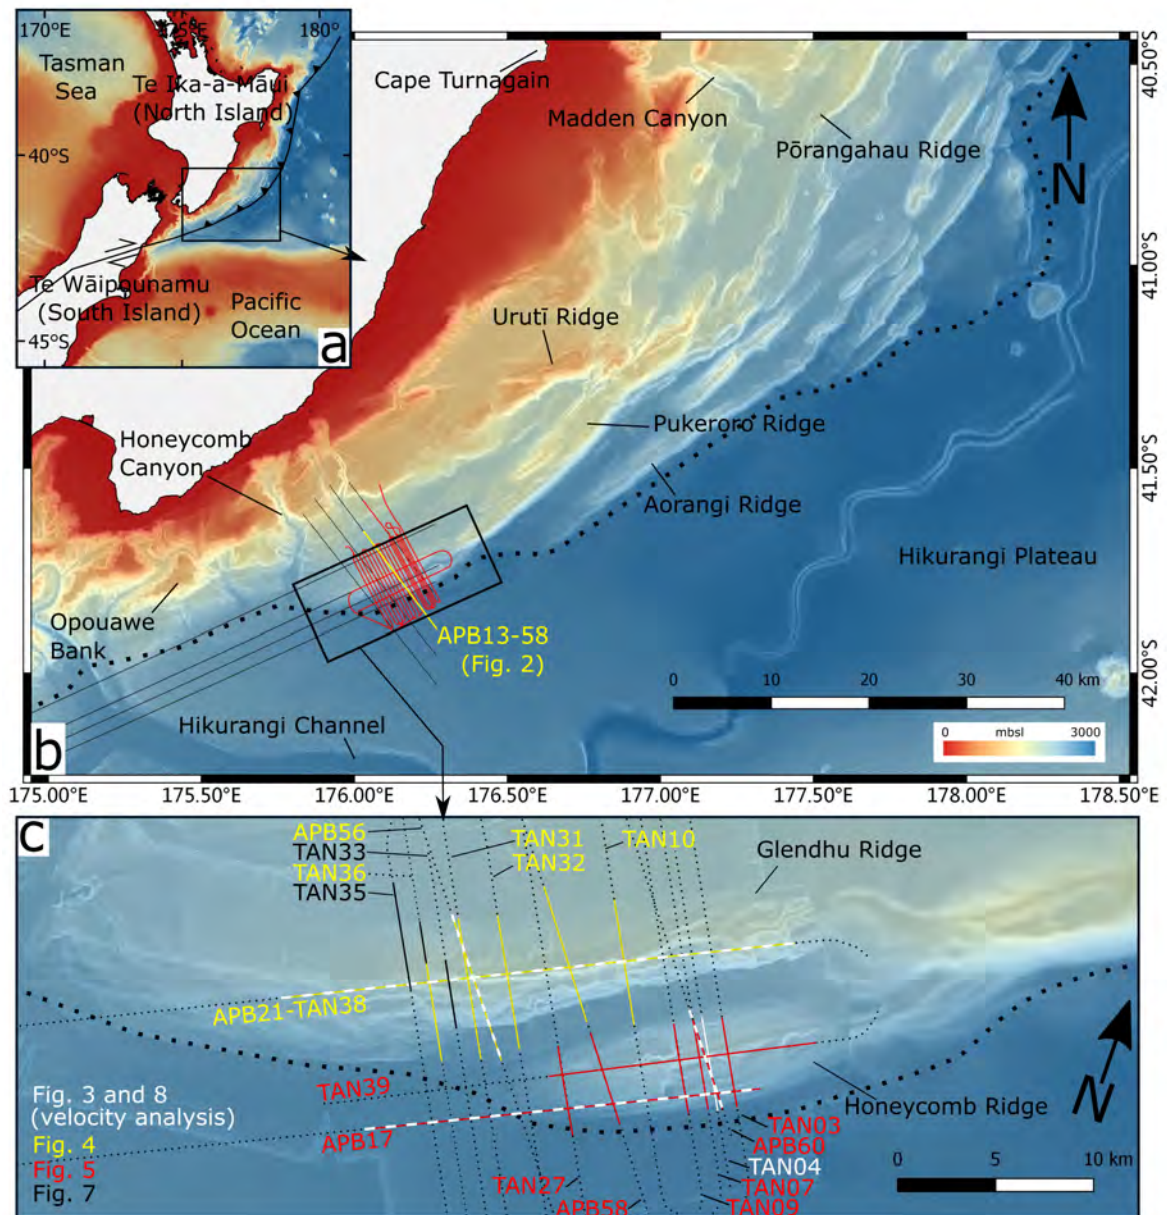 170°E
175°E
180°
Tasman
Sea
Te Ika-a-Māui
(North Island)
40°S
Te Wāipounamu
(South Island)
Pacific
Ocean
45°S
a
Cape Turnagain
Madden Canyon
Pōrangahau Ridge
N
40.50°S
41.00°S
41.50°S
42.00°S
Urutī Ridge
Honeycomb
Canyon
Pukeroro Ridge
Aorangi Ridge
Hikurangi Plateau
Opouawe
Bank
APB13-58
(Fig. 2)
Hikurangi Channel
0 10 20 30 40 km
0 mbsl 3000
b
175.00°E 175.50°E 176.00°E 176.50°E 177.00°E 177.50°E 178.00°E 178.50°E
c
APB56
TAN33
TAN36
TAN35
TAN31
TAN32
TAN10
Glendhu Ridge
APB21-TAN38
TAN39
APB17
Honeycomb Ridge
N
Fig. 3 and 8
(velocity analysis)
Fig. 4
Fig. 5
Fig. 7
TAN03
APB60
TAN04
TAN07
TAN09
TAN27
APB58
0 5 10 km